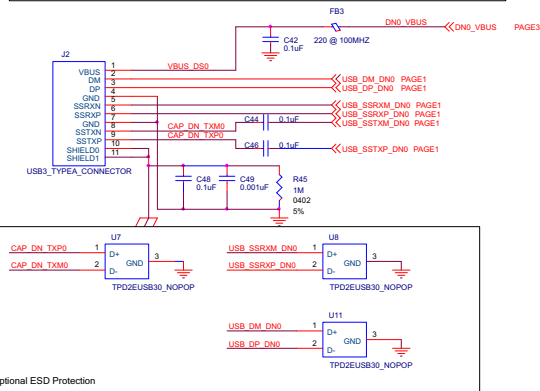 FB3
DN0_VBUS
DN0_VBUS PAGE3
C42
0.1uF
220 @ 100MHZ
J2
VBUS 1 VBUS_DS0
DM 2 USB_DM_DN0 PAGE1
DP 3 USB_DP_DN0 PAGE1
GND 4
SSRXN 5 USB_SSRXM_DN0 PAGE1
SSRXP 6 USB_SSRXP_DN0 PAGE1
GND 7 C44 0.1uF USB_SSTXM_DN0 PAGE1
SSTXN 8 CAP_DN_TXM0
SSTXP 9 CAP_DN_TXP0
SHIELD0 10 C46 0.1uF USB_SSTXP_DN0 PAGE1
SHIELD1 11
USB3_TYPEA_CONNECTOR
C48
0.1uF
C49
0.001uF
R45
1M
0402
5%
U7
CAP_DN_TXP0 1 D+
GND 3
CAP_DN_TXM0 2 D-
TPD2EUSB30_NOPOP
U8
USB_SSRXM_DN0 1 D+
GND 3
USB_SSRXP_DN0 2 D-
TPD2EUSB30_NOPOP
U11
USB_DM_DN0 1 D+
GND 3
USB_DP_DN0 2 D-
TPD2EUSB30_NOPOP
ptional ESD Protection